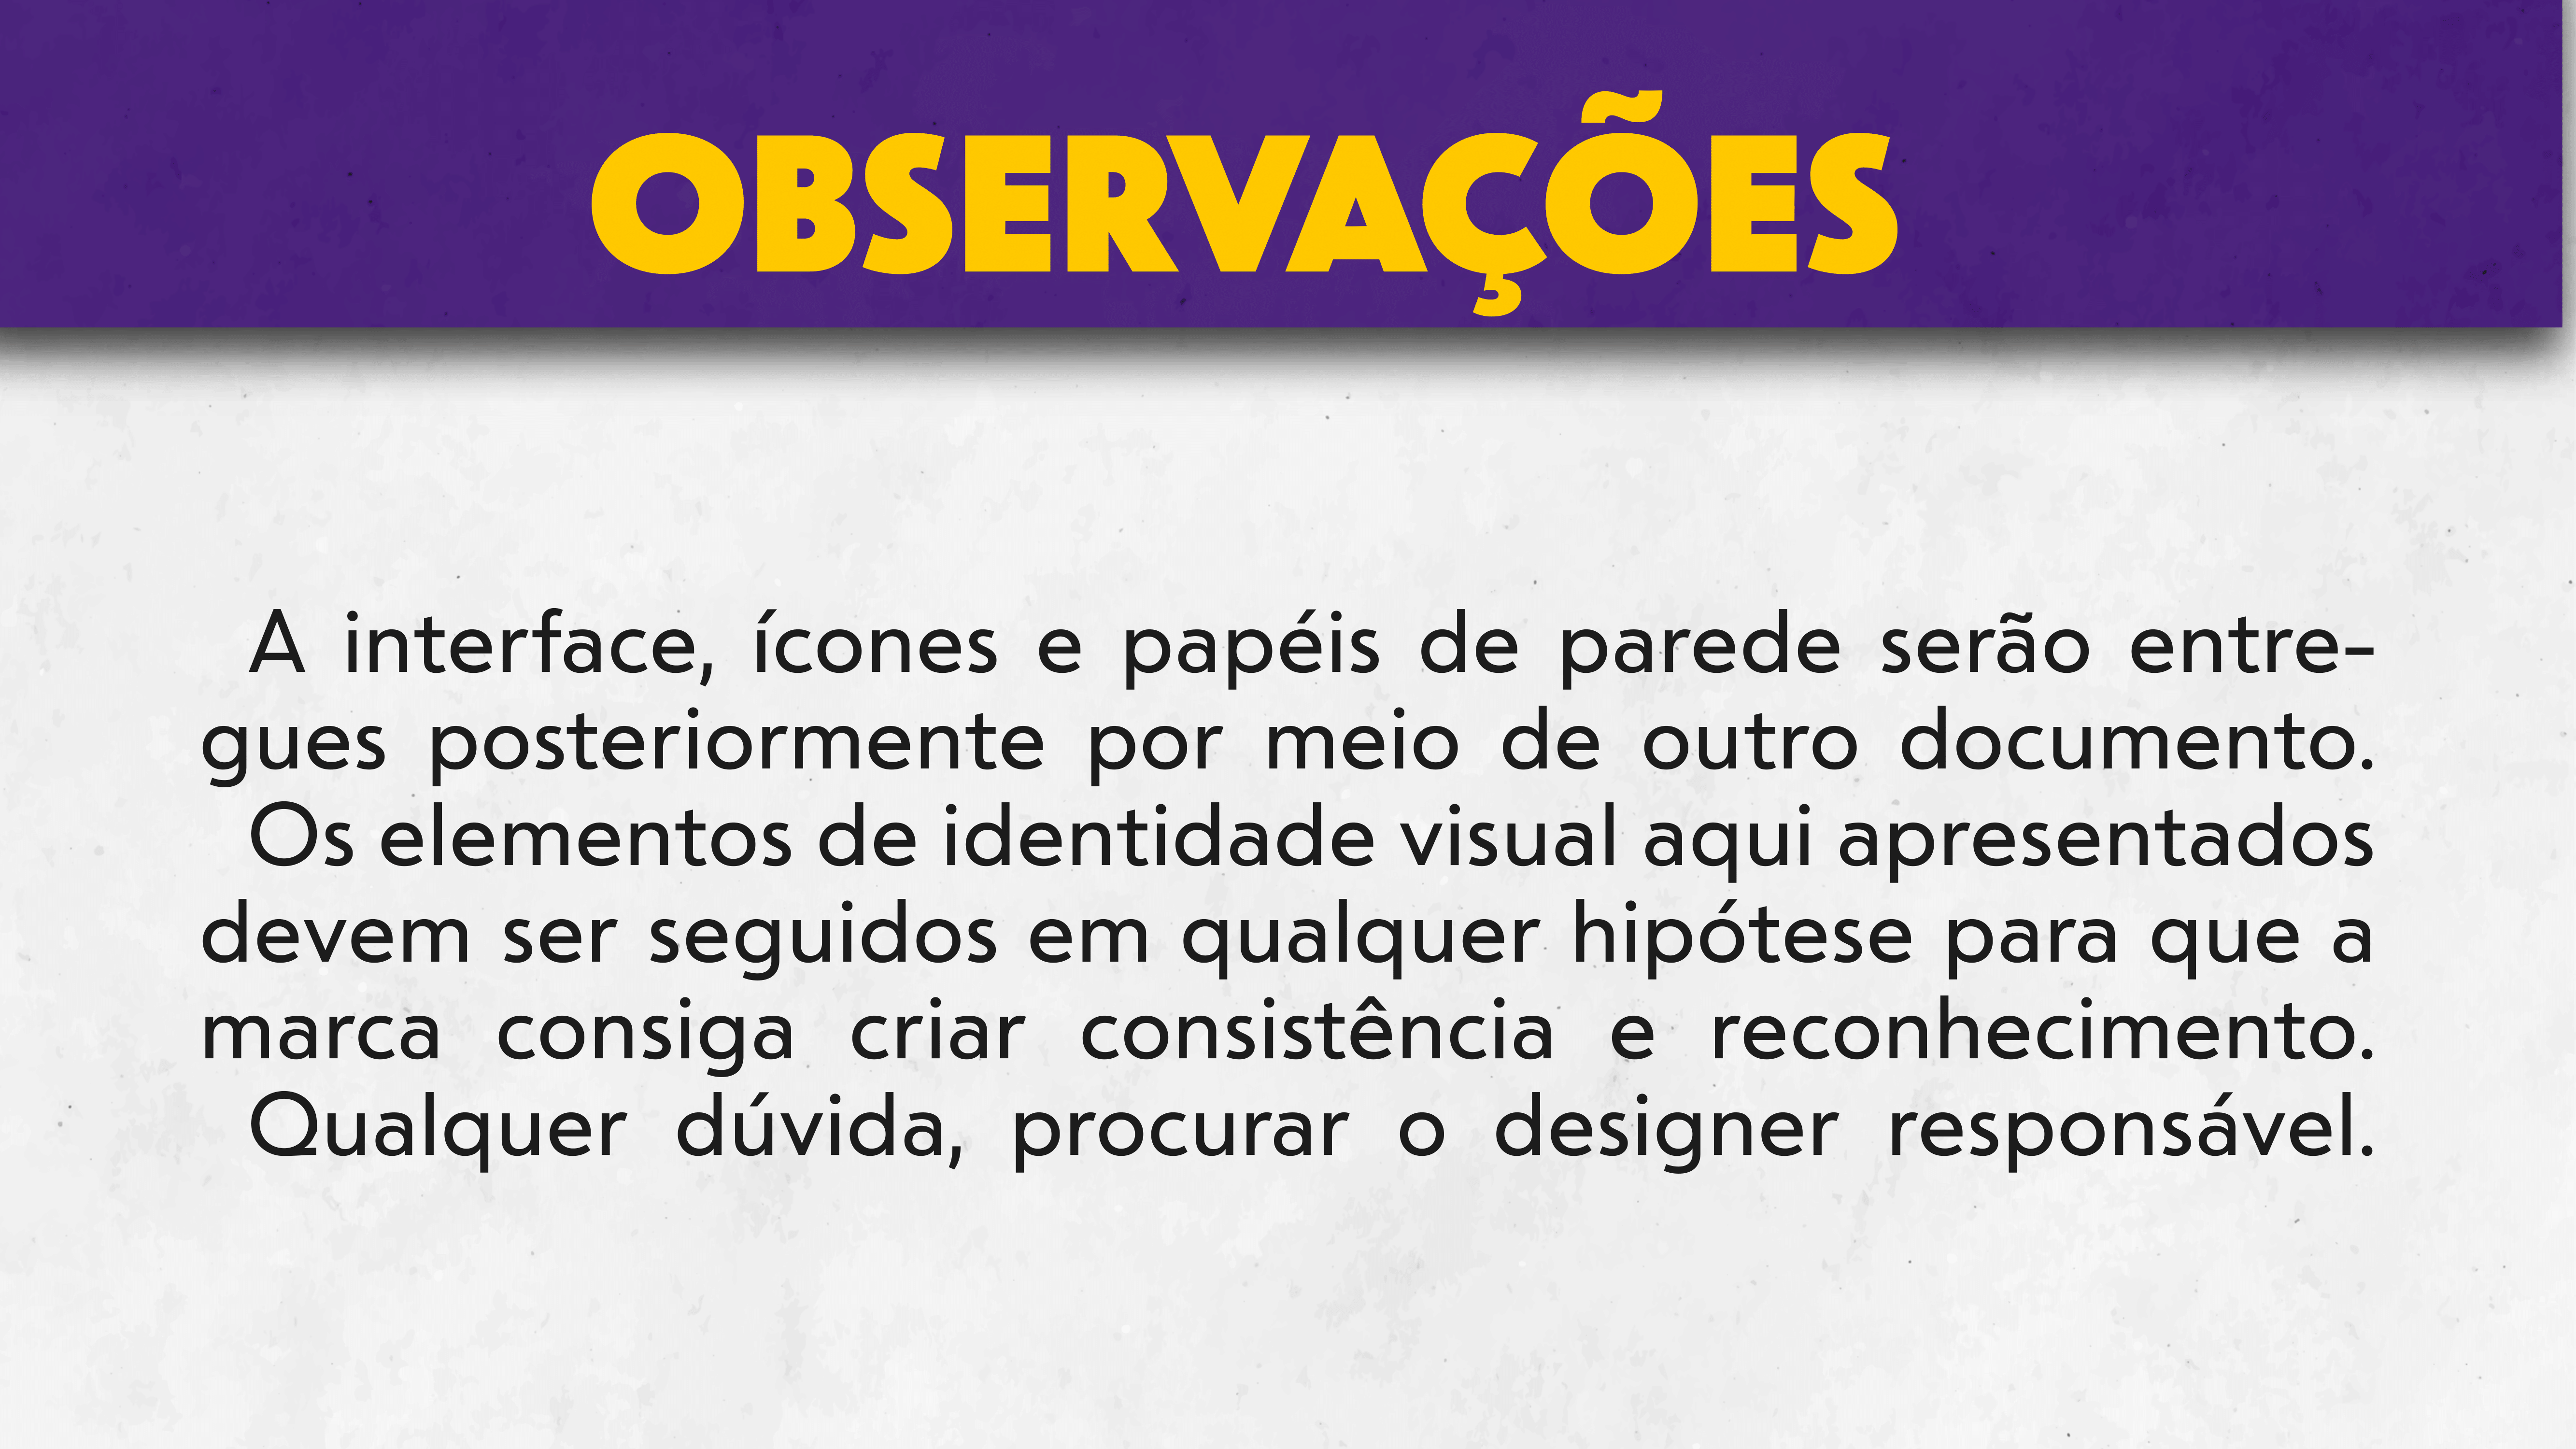 OBSERVAÇÕES
A interface, ícones e papéis de parede serão entre-
gues posteriormente por meio de outro documento.
Os elementos de identidade visual aqui apresentados
devem ser seguidos em qualquer hipótese para que a
marca consiga criar consistência e reconhecimento.
Qualquer dúvida, procurar o designer responsável.